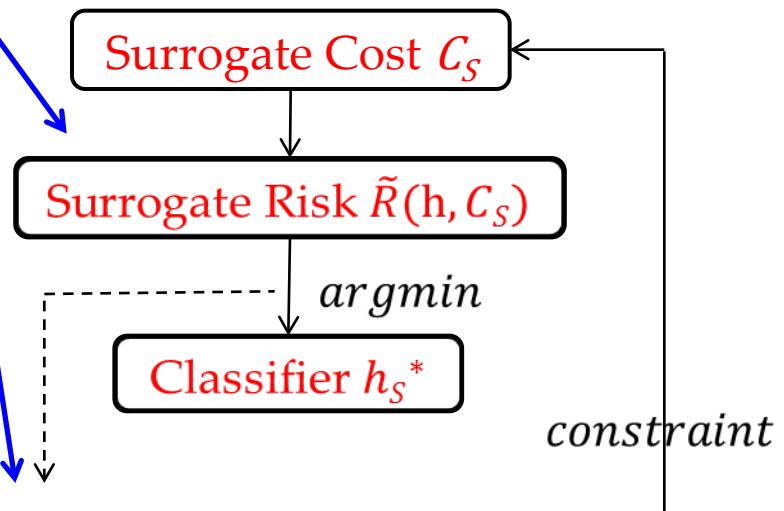 Surrogate Cost C_S
Surrogate Risk R̃(h, C_S)
argmin
Classifier h_S*
constraint